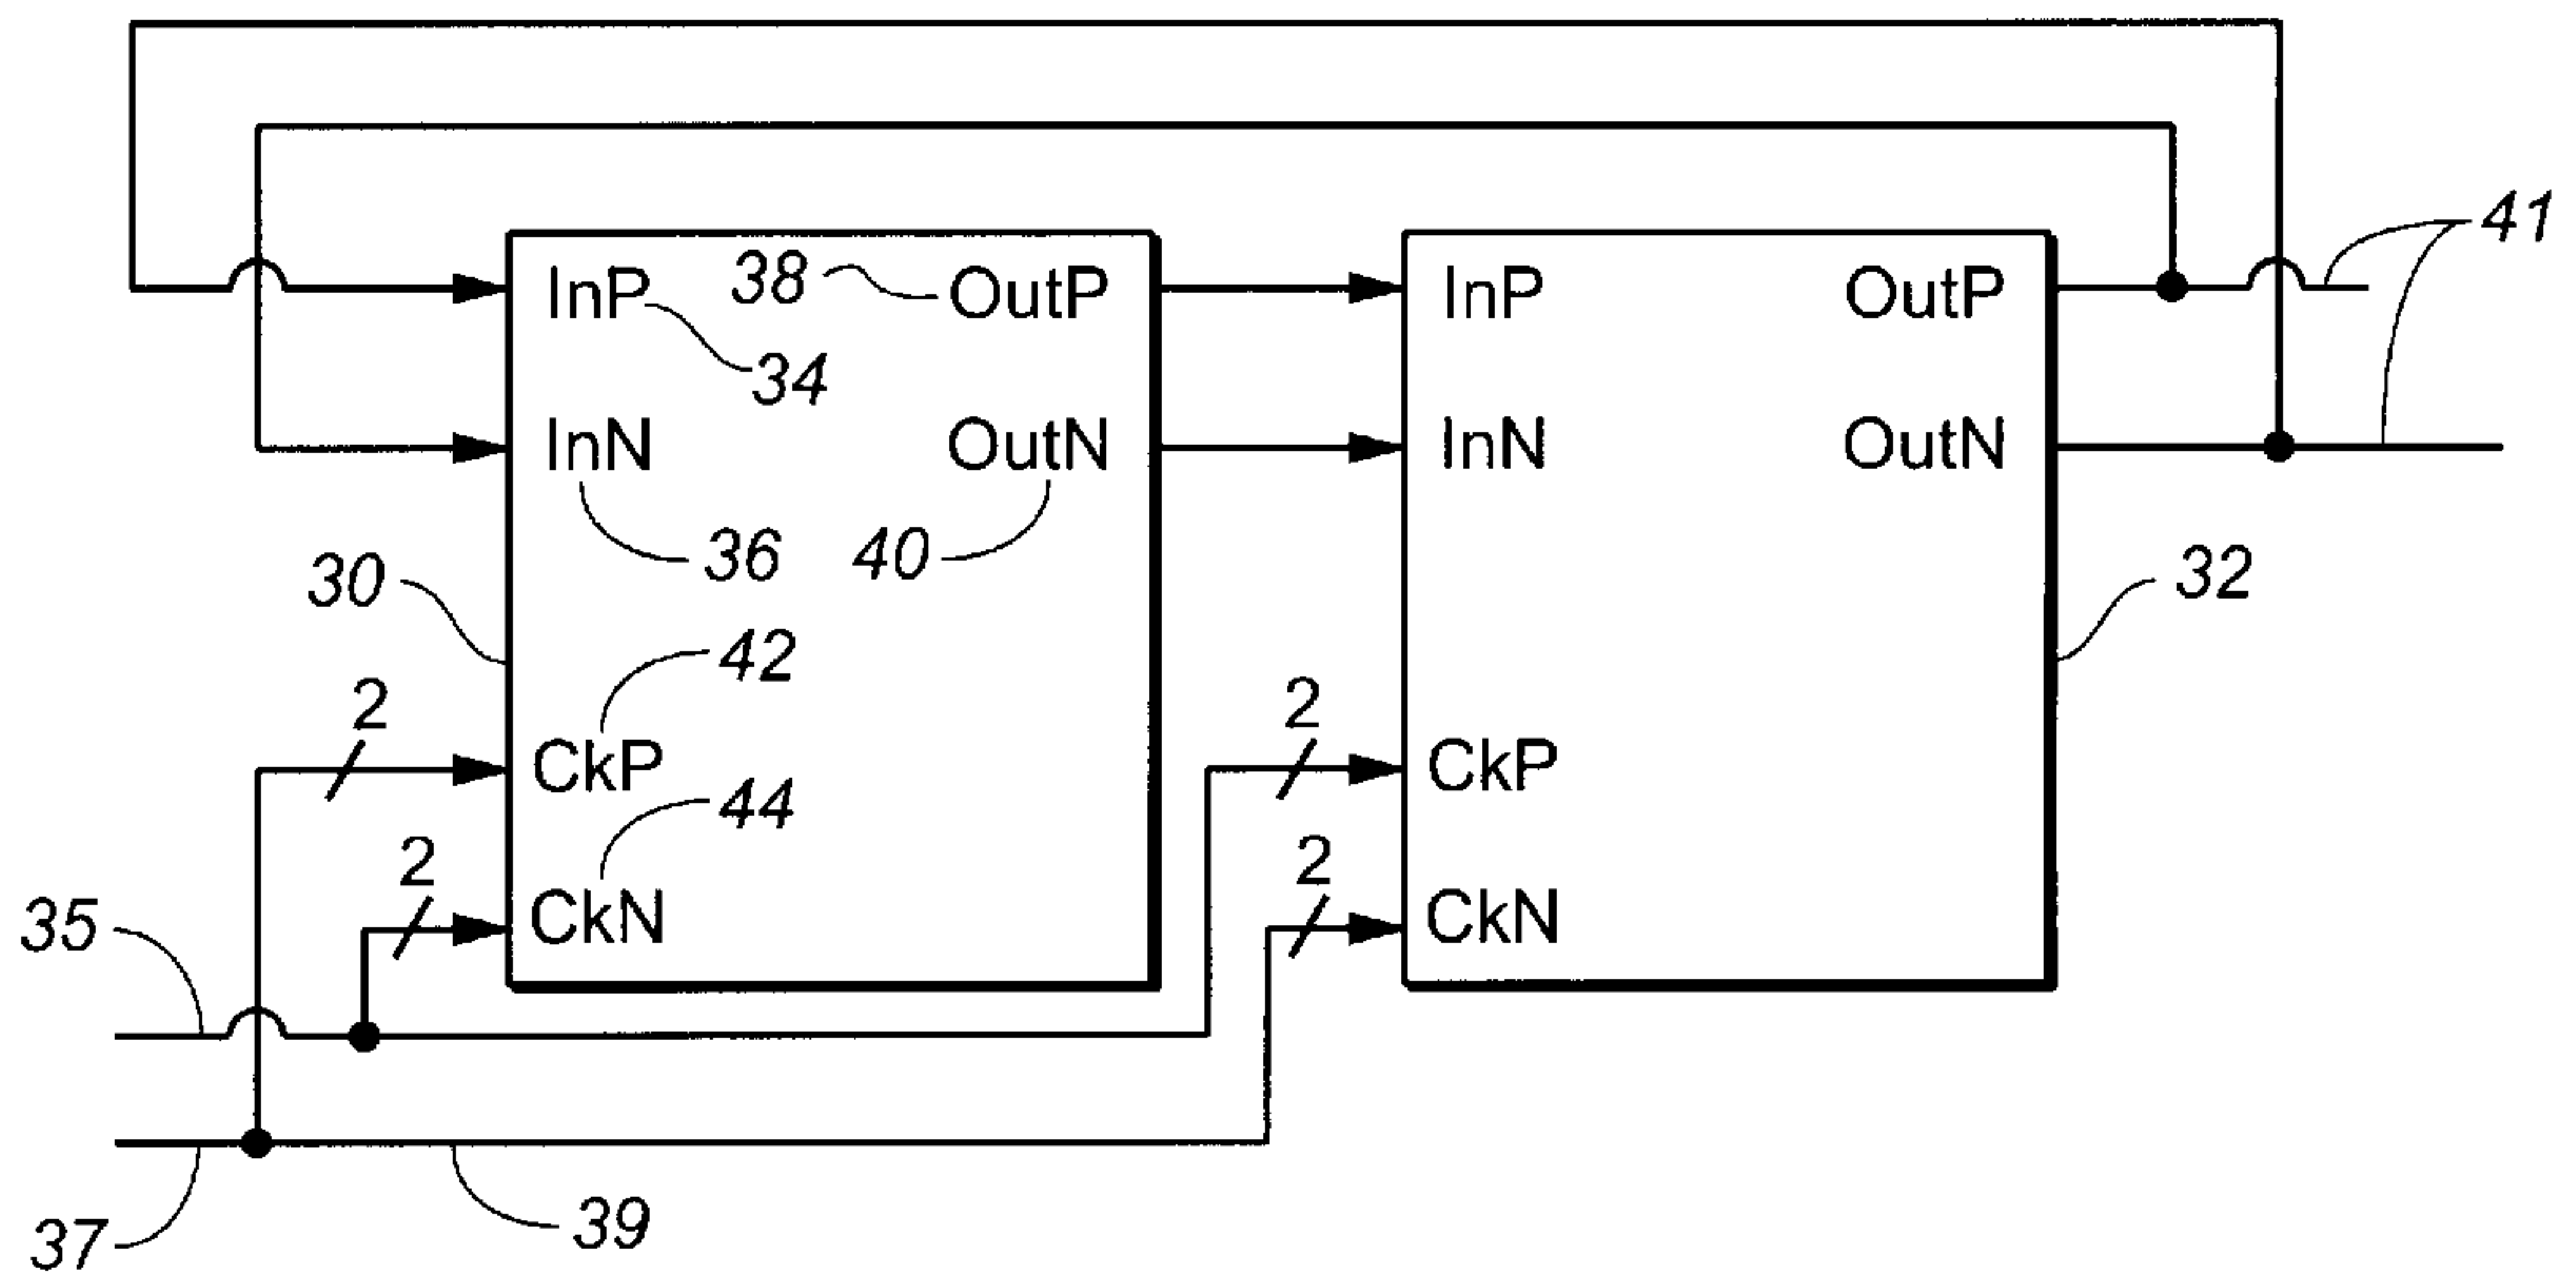 41
InP 38 OutP InP OutP
34
InN OutN InN OutN
36 40
30 32
42
2 2
CkP CkP
44
2 2
CkN CkN
35
37 39